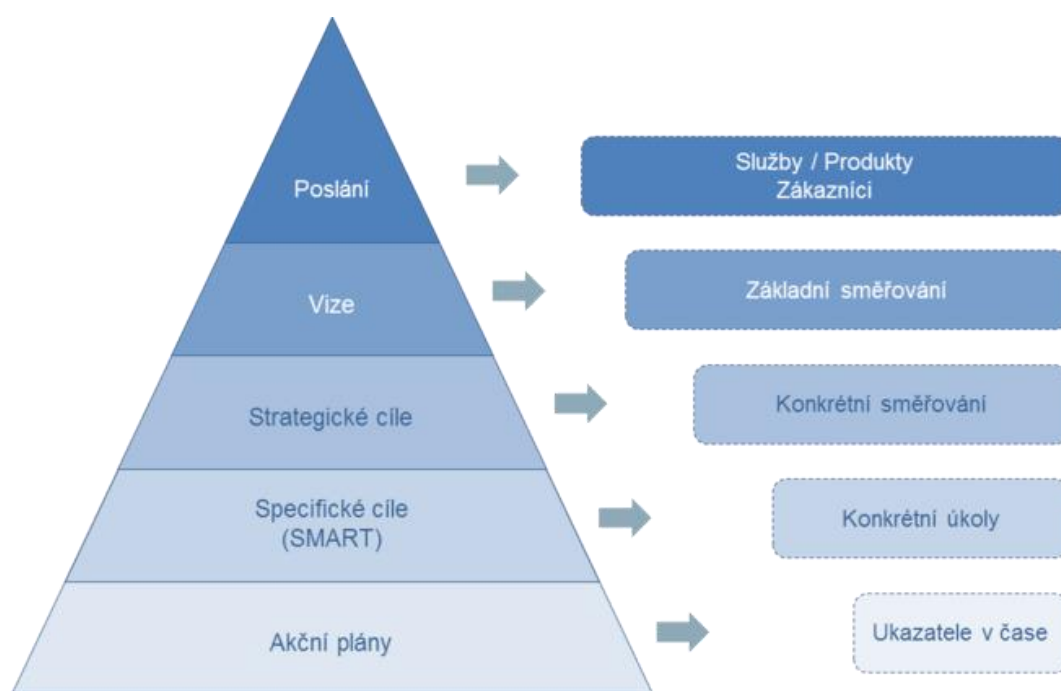 Poslání
Služby / Produkty
Zákazníci
Vize
Základní směřování
Strategické cíle
Konkrétní směřování
Specifické cíle
(SMART)
Konkrétní úkoly
Akční plány
Ukazatele v čase